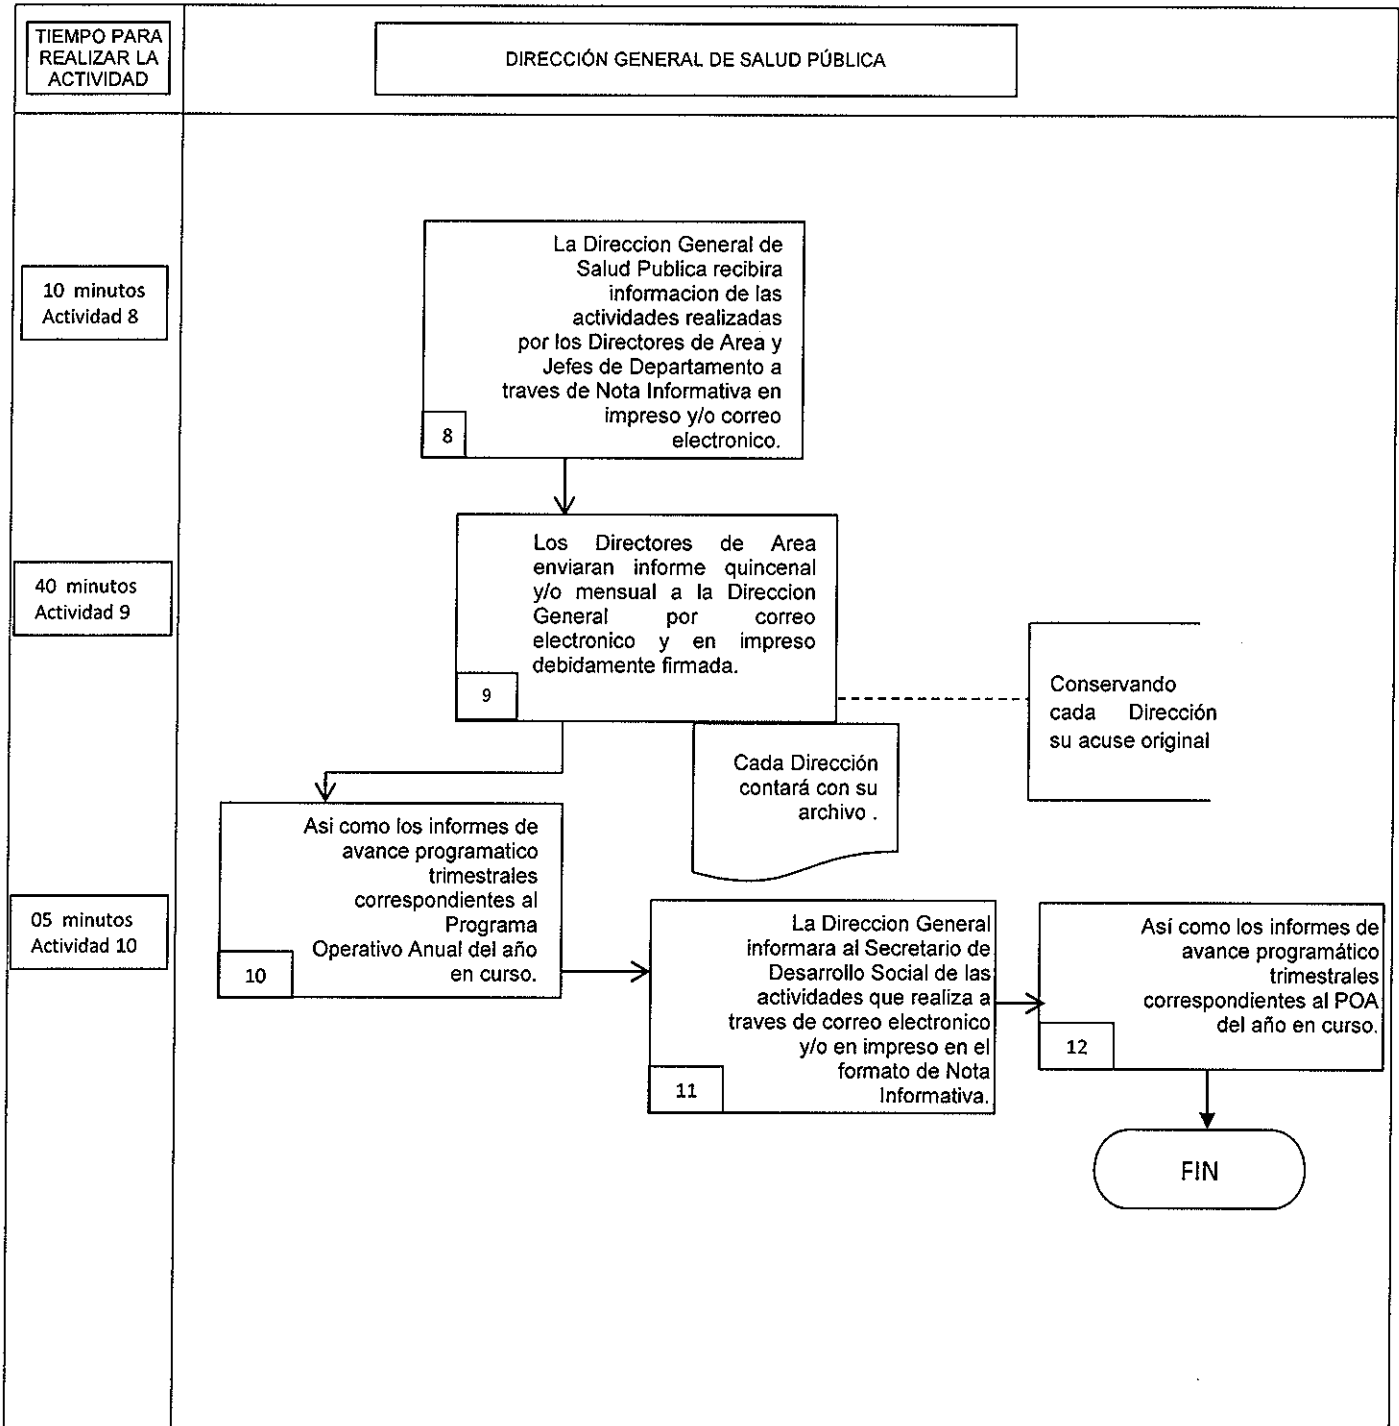 TIEMPO PARA
REALIZAR LA
ACTIVIDAD
DIRECCIÓN GENERAL DE SALUD PÚBLICA
10 minutos
Actividad 8
La Direccion General de
Salud Publica recibira
informacion de las
actividades realizadas
por los Directores de Area y
Jefes de Departamento a
traves de Nota Informativa en
impreso y/o correo
electronico.
8
40 minutos
Actividad 9
Los Directores de Area
enviaran informe quincenal
y/o mensual a la Direccion
General por correo
electronico y en impreso
debidamente firmada.
9
Conservando
cada Dirección
su acuse original
Cada Dirección
contará con su
archivo .
05 minutos
Actividad 10
Asi como los informes de
avance programatico
trimestrales
correspondientes al
Programa
Operativo Anual del año
en curso.
10
La Direccion General
informara al Secretario de
Desarrollo Social de las
actividades que realiza a
traves de correo electronico
y/o en impreso en el
formato de Nota
Informativa.
11
Así como los informes de
avance programático
trimestrales
correspondientes al POA
del año en curso.
12
FIN